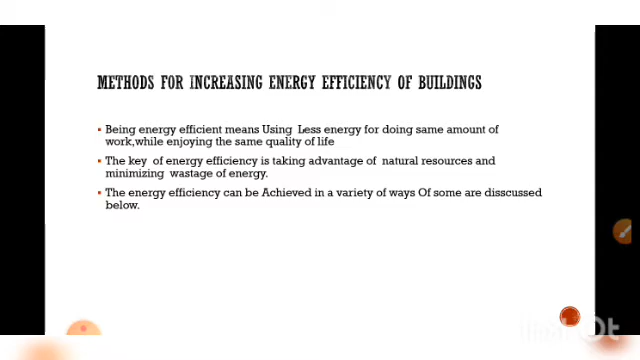 METHODS FOR INCREASING ENERGY EFFICIENCY OF BUILDINGS
Being energy efficient means Using Less energy for doing same amount of
work,while enjoying the same quality of life
The key of energy efficiency is taking advantage of natural resources and
minimizing wastage of energy.
The energy efficiency can be Achieved in a variety of ways Of some are disscussed
below.